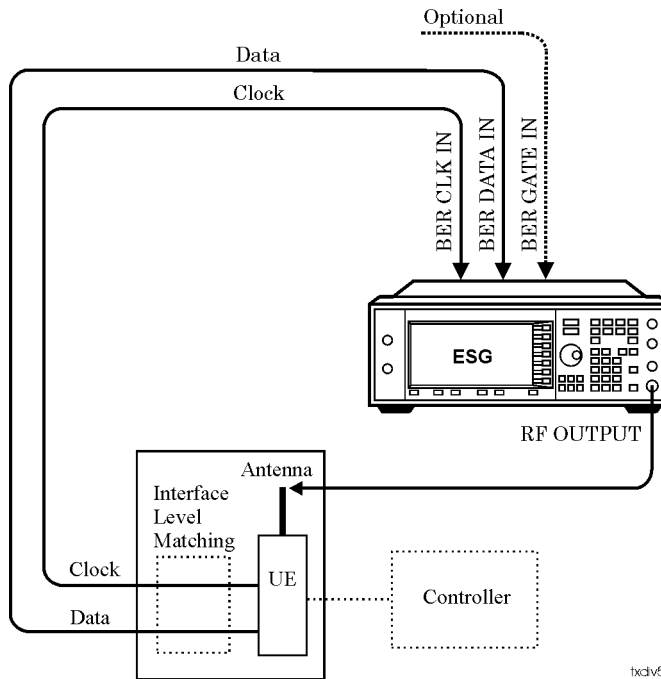 Optional
Data
Clock
BER CLK IN
BER DATA IN
BER GATE IN
ESG
RF OUTPUT
Antenna
Interface
Level
Matching
Clock
UE
Controller
Data